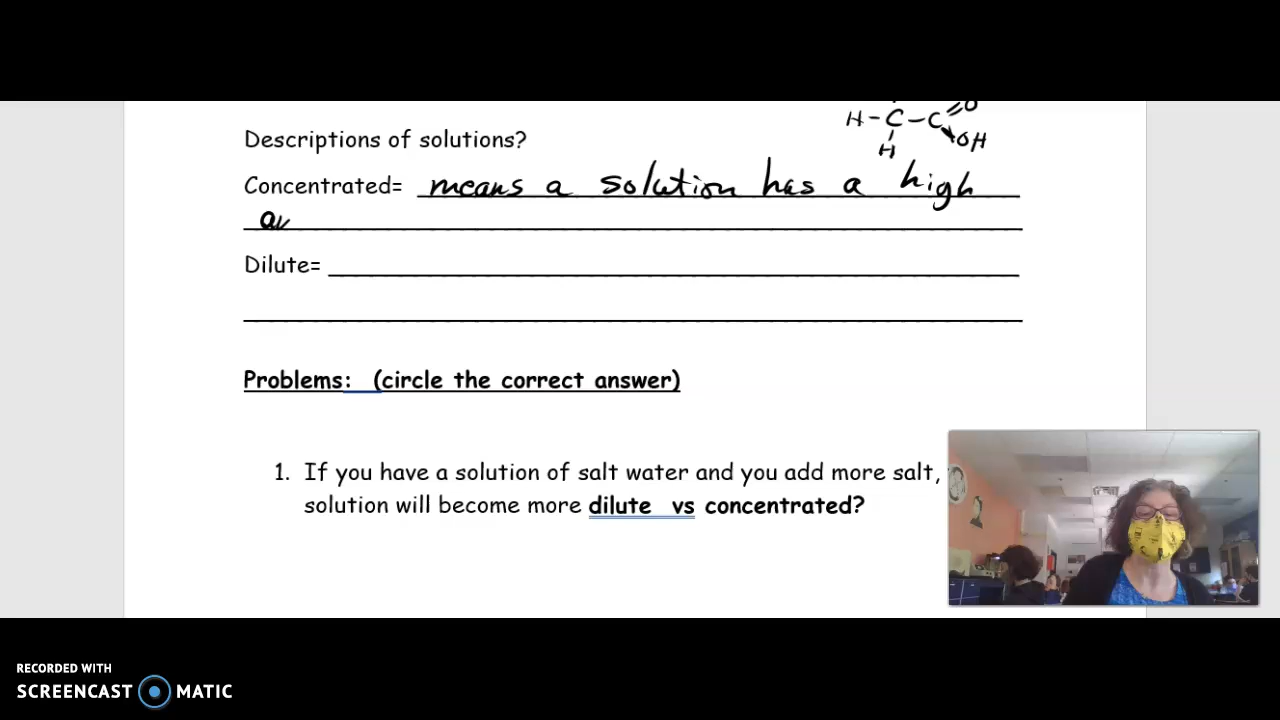 H-C-C=O
OH
H
Descriptions of solutions?
Concentrated= means a solution has a high
Dilute=
Problems: (circle the correct answer)
1. If you have a solution of salt water and you add more salt,
solution will become more dilute vs concentrated?
RECORDED WITH
SCREENCAST MATIC